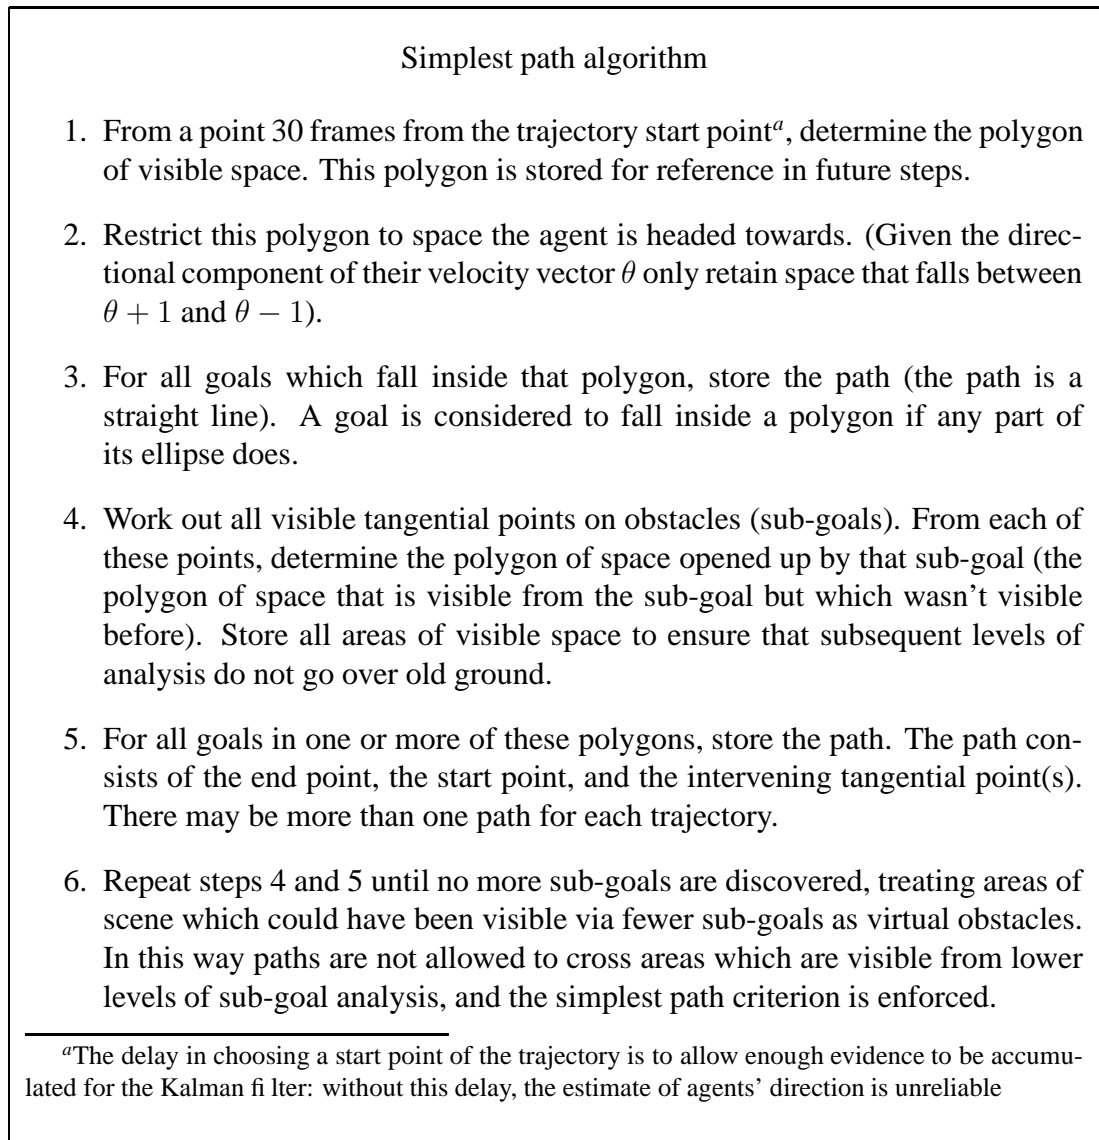 Simplest path algorithm
1. From a point 30 frames from the trajectory start point^a, determine the polygon
of visible space. This polygon is stored for reference in future steps.
2. Restrict this polygon to space the agent is headed towards. (Given the direc-
tional component of their velocity vector θ only retain space that falls between
θ + 1 and θ − 1).
3. For all goals which fall inside that polygon, store the path (the path is a
straight line). A goal is considered to fall inside a polygon if any part of
its ellipse does.
4. Work out all visible tangential points on obstacles (sub-goals). From each of
these points, determine the polygon of space opened up by that sub-goal (the
polygon of space that is visible from the sub-goal but which wasn't visible
before). Store all areas of visible space to ensure that subsequent levels of
analysis do not go over old ground.
5. For all goals in one or more of these polygons, store the path. The path con-
sists of the end point, the start point, and the intervening tangential point(s).
There may be more than one path for each trajectory.
6. Repeat steps 4 and 5 until no more sub-goals are discovered, treating areas of
scene which could have been visible via fewer sub-goals as virtual obstacles.
In this way paths are not allowed to cross areas which are visible from lower
levels of sub-goal analysis, and the simplest path criterion is enforced.
^aThe delay in choosing a start point of the trajectory is to allow enough evidence to be accumu-
lated for the Kalman fi lter: without this delay, the estimate of agents' direction is unreliable